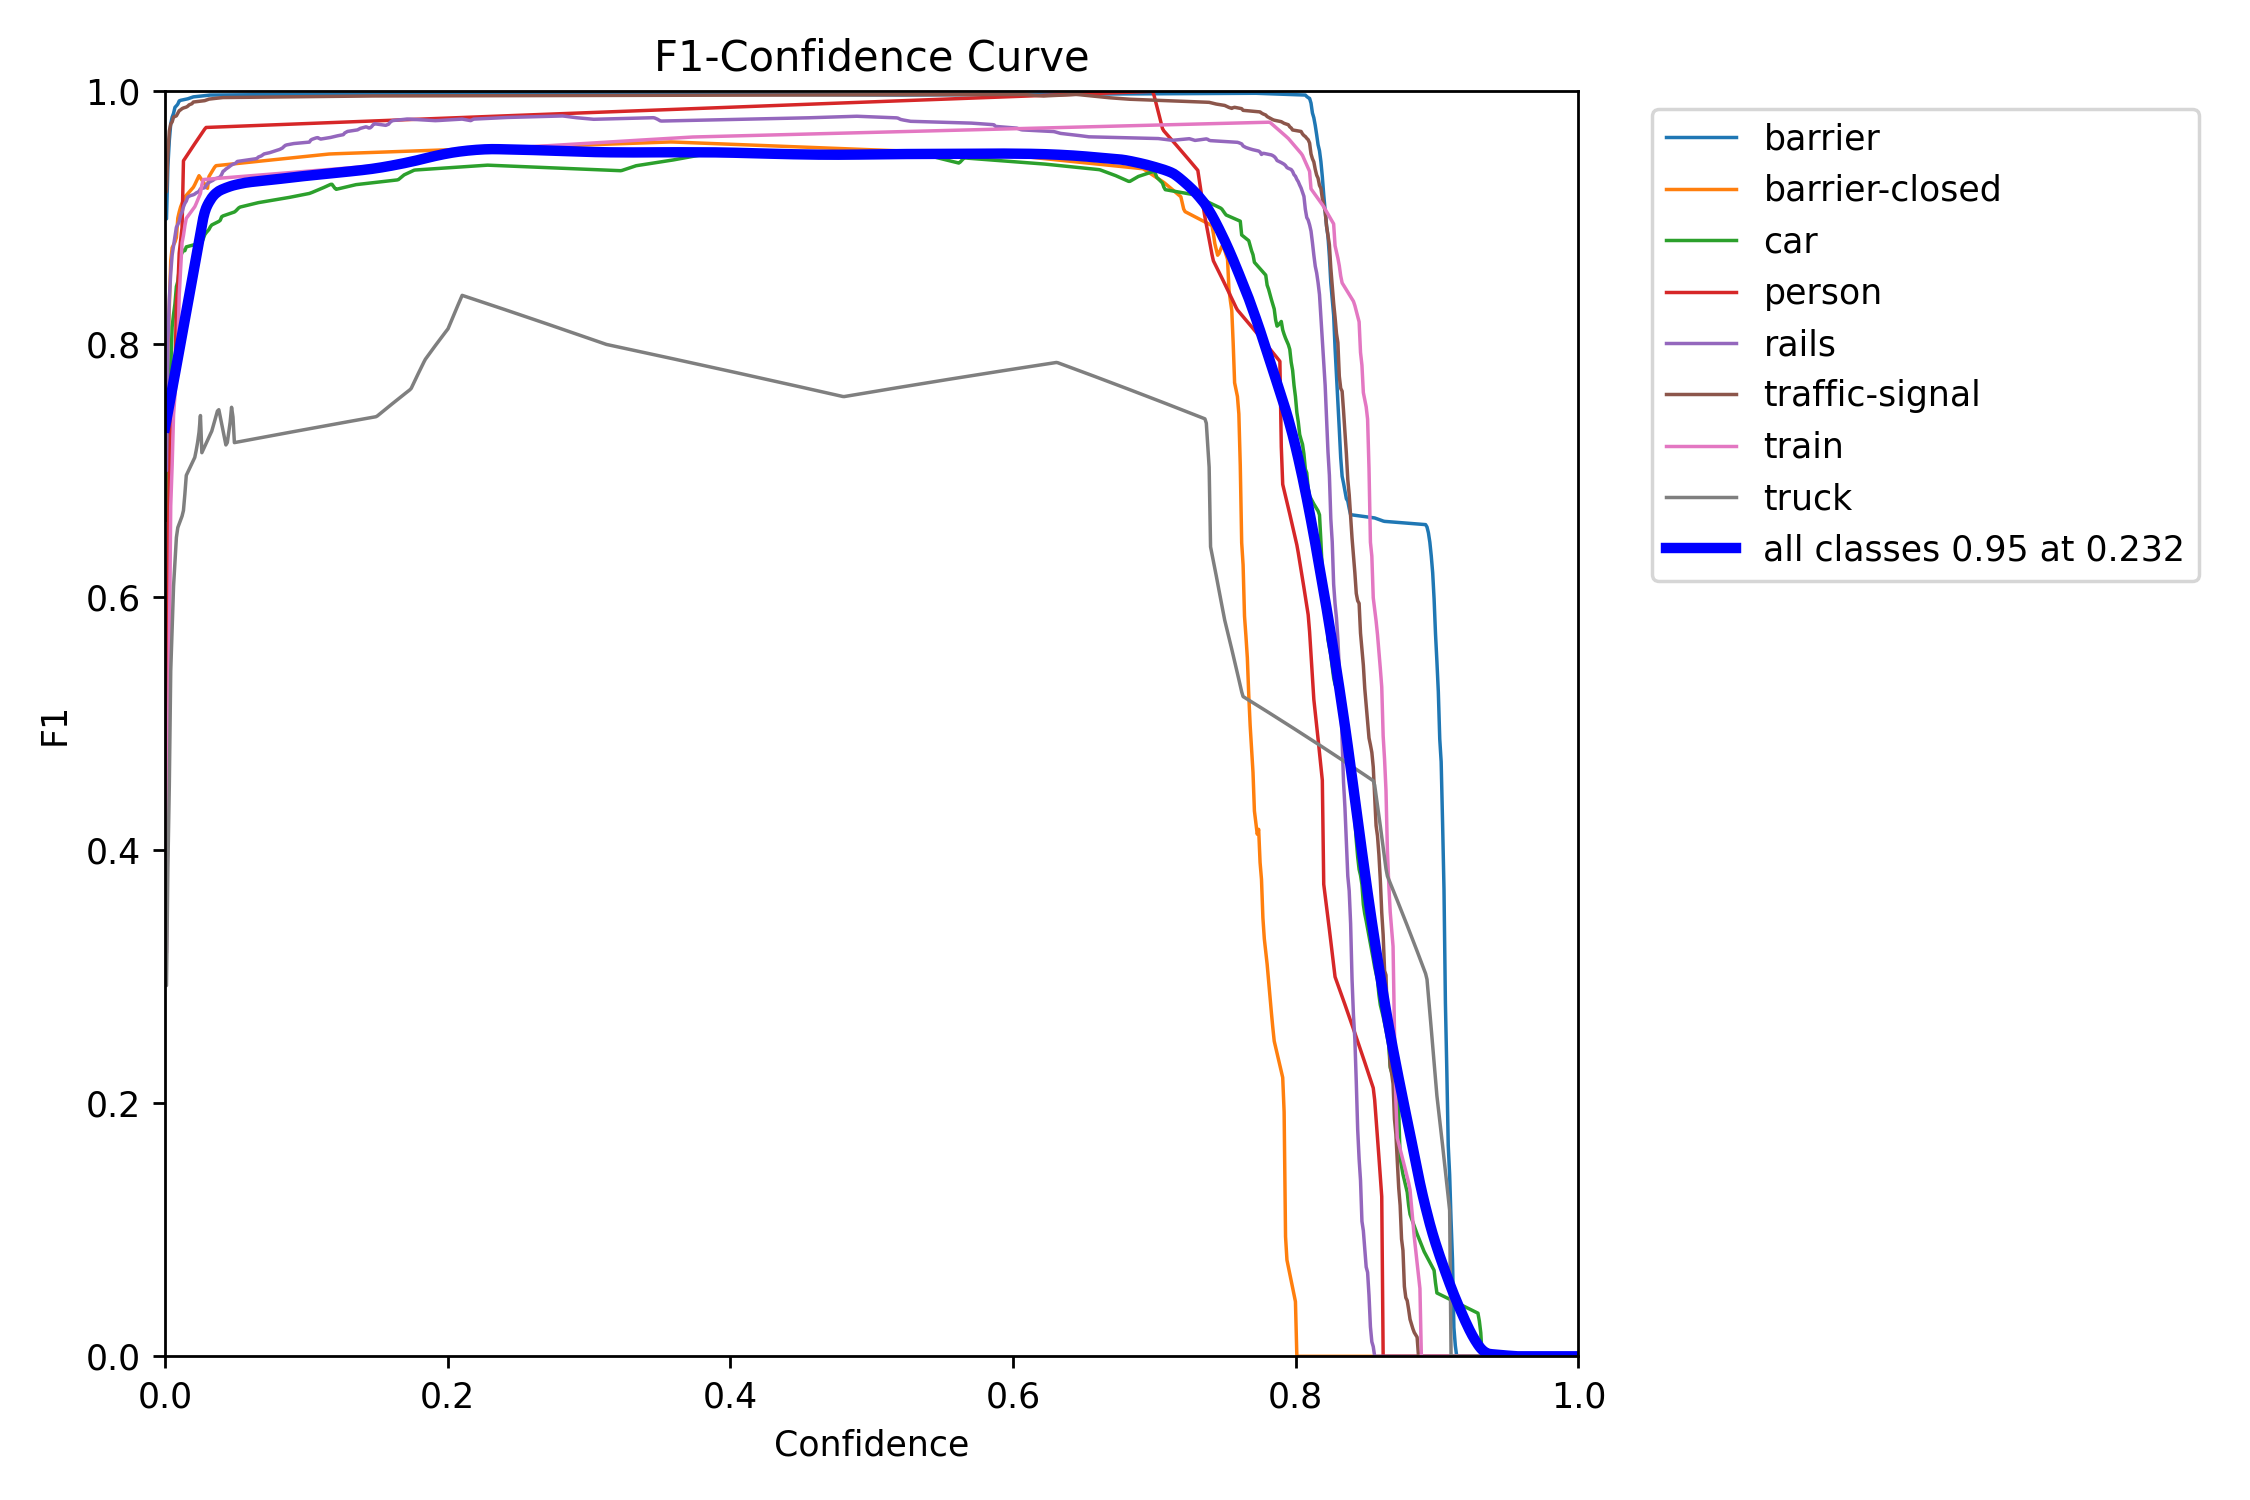 F1-Confidence Curve
1.0
0.8
0.6
0.4
0.2
0.0
F1
0.0 0.2 0.4 0.6 0.8 1.0
Confidence
barrier
barrier-closed
car
person
rails
traffic-signal
train
truck
all classes 0.95 at 0.232